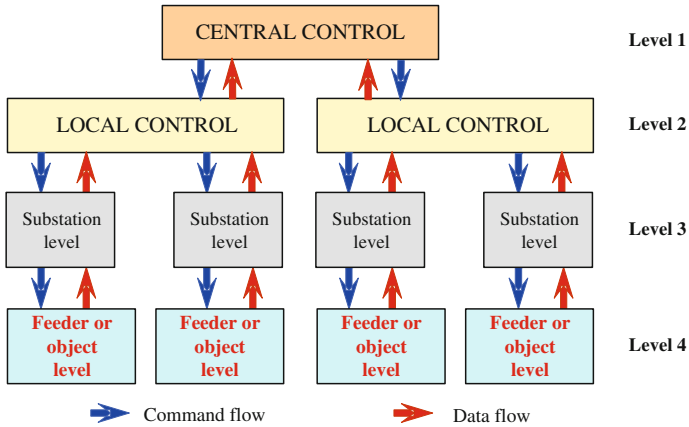 CENTRAL CONTROL
Level 1
LOCAL CONTROL
LOCAL CONTROL
Level 2
Substation
level
Substation
level
Substation
level
Substation
level
Level 3
Feeder or
object
level
Feeder or
object
level
Feeder or
object
level
Feeder or
object
level
Level 4
Command flow
Data flow